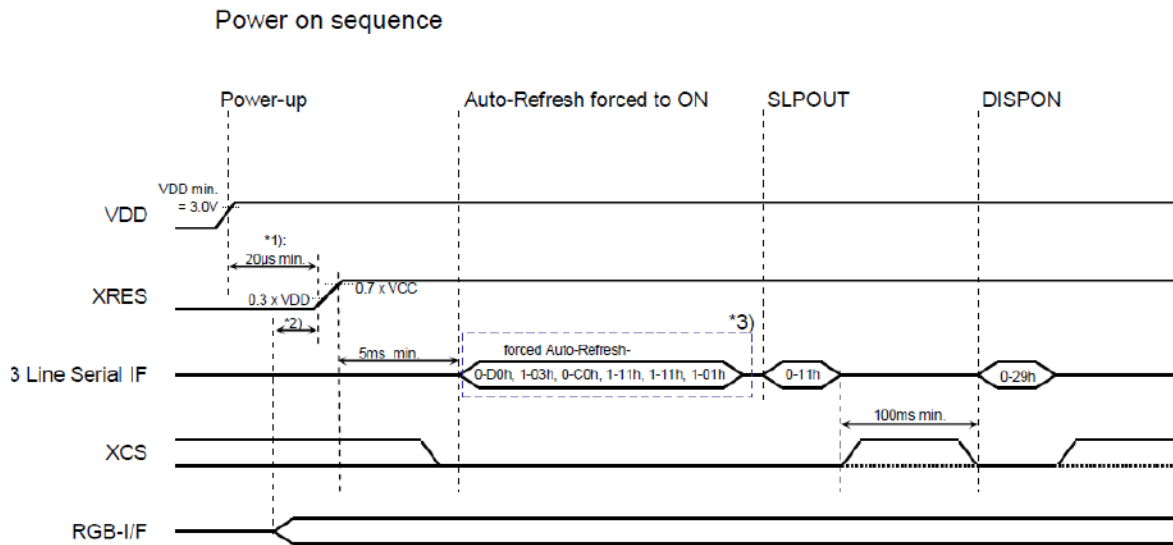 Power on sequence
Power-up
Auto-Refresh forced to ON
SLPOUT
DISPON
VDD min.
= 3.0V
VDD
*1):
20µs min.
XRES
0.3 x VDD
0.7 x VCC
*2)
*3)
5ms min.
forced Auto-Refresh-
3 Line Serial IF
0-D0h, 1-03h, 0-C0h, 1-11h, 1-11h, 1-01h
0-11h
0-29h
100ms min.
XCS
RGB-I/F